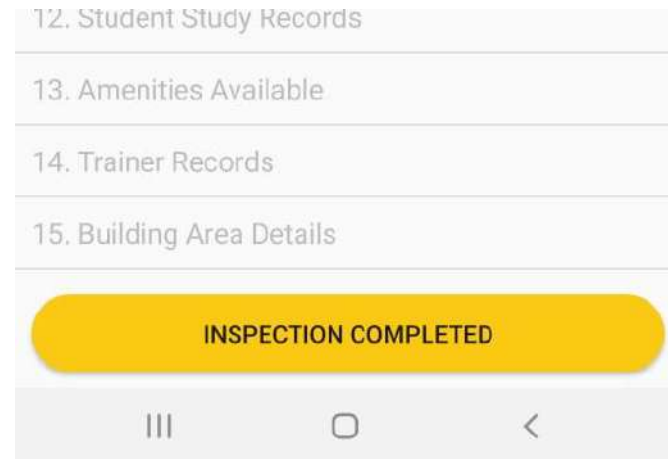 12. Student Study Records
13. Amenities Available
14. Trainer Records
15. Building Area Details
INSPECTION COMPLETED